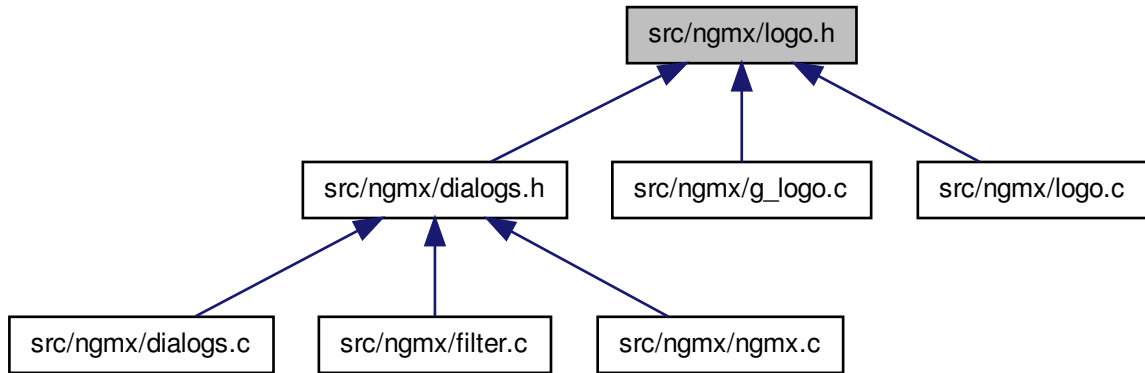 src/ngmx/logo.h
src/ngmx/dialogs.h
src/ngmx/g_logo.c
src/ngmx/logo.c
src/ngmx/dialogs.c
src/ngmx/filter.c
src/ngmx/ngmx.c